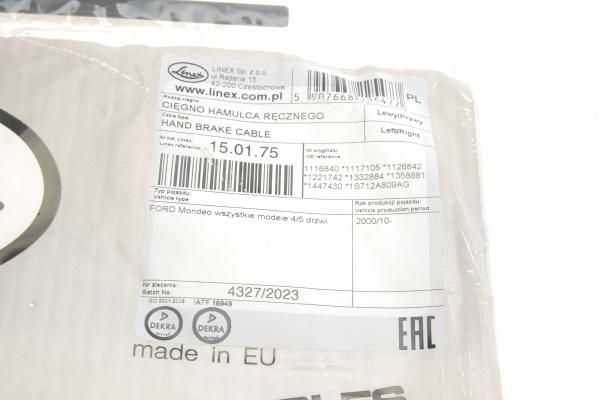 Linex
LINEX Sp. z o.o.
ul. Rejtana 15
42-200 Częstochowa
www.linex.com.pl
PL
Rodzaj cięgna:
CIĘGNO HAMULCA RĘCZNEGO
Cable type:
HAND BRAKE CABLE
Lewy/Prawy
Left/Right
Nr kat. Linex:
Linex reference:
15.01.75
Nr oryginału:
OE reference:
1116840 *1117105 *1126842
*1221742 *1332884 *1358881
*1447430 *1S712A809AG
Typ pojazdu:
Vehicle type:
FORD Mondeo wszystkie modele 4/5 drzwi
Rok produkcji pojazdu:
Vehicle production period:
2000/10-
Nr zlecenia:
Batch No:
4327/2023
ISO 9001:2008 IATF 16949
DEKRA
DEKRA
EAC
made in EU